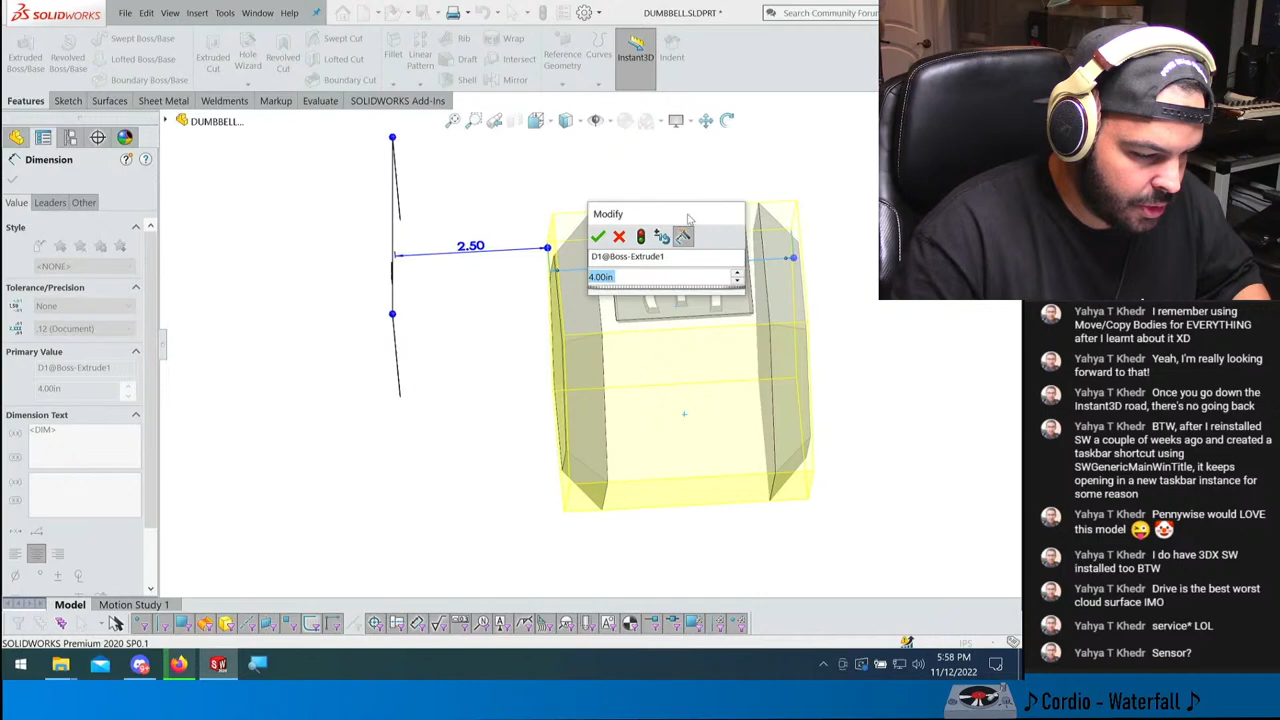 SOLIDWORKS
File
Edit
View
Insert
Tools
Window
Help
DUMBBELL.SLDPRT *
Search Community Forum
Extruded Boss/Base
Revolved Boss/Base
Swept Boss/Base
Lofted Boss/Base
Boundary Boss/Base
Extruded Cut
Hole Wizard
Revolved Cut
Swept Cut
Lofted Cut
Boundary Cut
Fillet
Linear Pattern
Rib
Draft
Shell
Wrap
Intersect
Mirror
Reference Geometry
Curves
Instant3D
Indent
Features
Sketch
Surfaces
Sheet Metal
Weldments
Markup
Evaluate
SOLIDWORKS Add-Ins
DUMBBELL...
Dimension
Value
Leaders
Other
Style
<NONE>
Tolerance/Precision
None
.12 (Document)
Primary Value
D1@Boss-Extrude1
4.00in
Dimension Text
<DIM>
2.50
Modify
D1@Boss-Extrude1
4.00in
Yahya T Khedr I remember using
Move/Copy Bodies for EVERYTHING
after I learnt about it XD
Yahya T Khedr Yeah, I'm really looking
forward to that!
Yahya T Khedr Once you go down the
Instant3D road, there's no going back
Yahya T Khedr BTW, after I reinstalled
SW a couple of weeks ago and created a
taskbar shortcut using
SWGenericMainWinTitle, it keeps
opening in a new taskbar instance for
some reason
Yahya T Khedr Pennywise would LOVE
this model 😜 🤡
Yahya T Khedr I do have 3DX SW
installed too BTW
Yahya T Khedr Drive is the best worst
cloud surface IMO
Yahya T Khedr service* LOL
Yahya T Khedr Sensor?
Model
Motion Study 1
SOLIDWORKS Premium 2020 SP0.1
IPS
5:58 PM
11/12/2022
♪ Cordio - Waterfall ♪